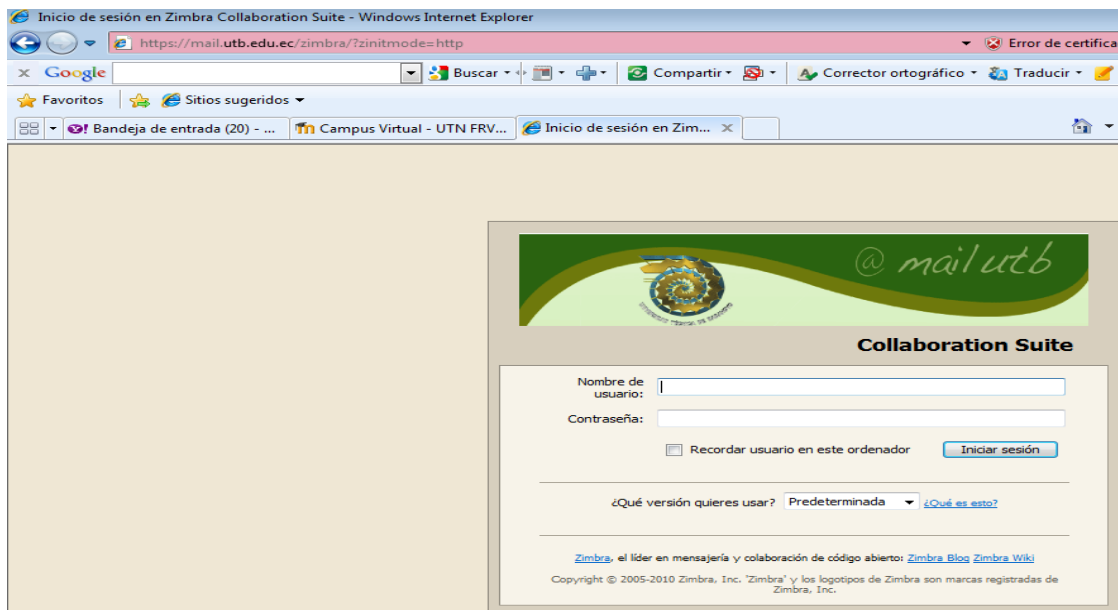 Inicio de sesión en Zimbra Collaboration Suite - Windows Internet Explorer
https://mail.utb.edu.ec/zimbra/?zinitmode=http Error de certifica
x Google Buscar Compartir Corrector ortográfico Traducir
Favoritos Sitios sugeridos
Bandeja de entrada (20) - ... Campus Virtual - UTN FRV... Inicio de sesión en Zim... X
@ mail utb
Collaboration Suite
Nombre de
usuario:
Contraseña:
Recordar usuario en este ordenador Iniciar sesión
¿Qué versión quieres usar? Predeterminada ¿Qué es esto?
Zimbra, el líder en mensajería y colaboración de código abierto: Zimbra Blog Zimbra Wiki
Copyright © 2005-2010 Zimbra, Inc. 'Zimbra' y los logotipos de Zimbra son marcas registradas de
Zimbra, Inc.